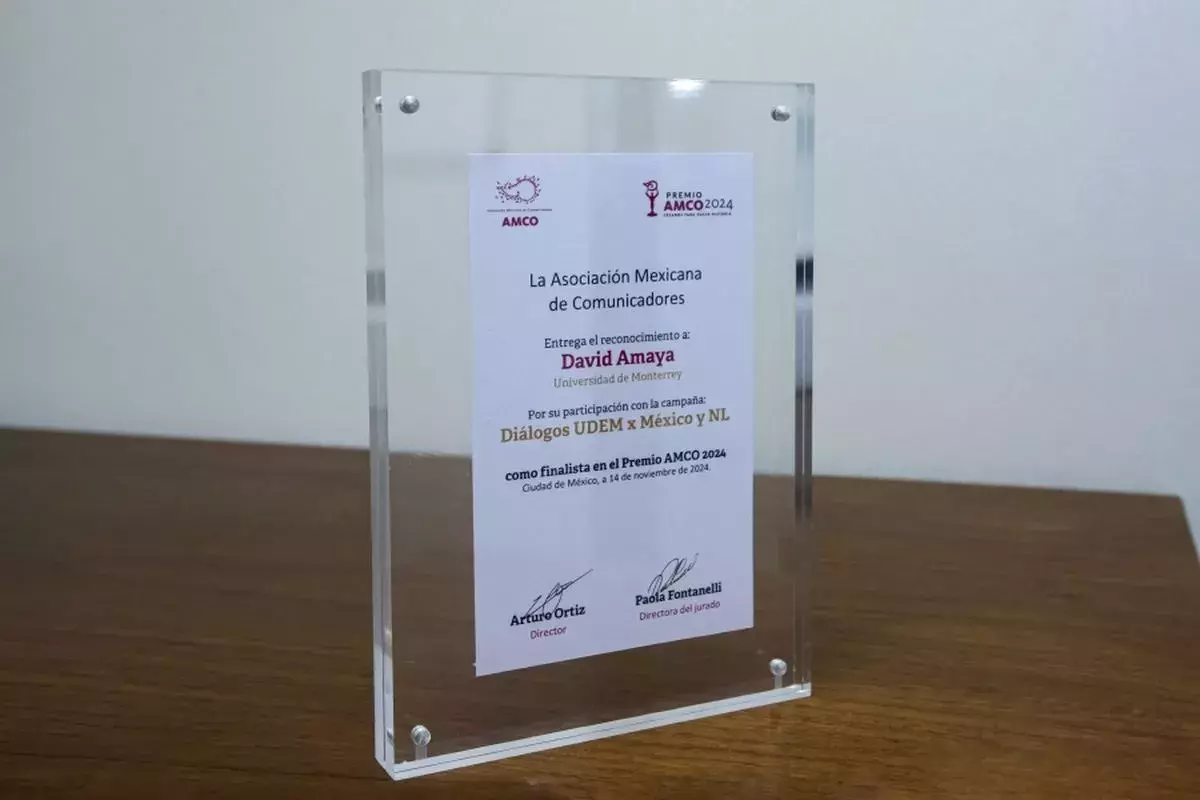 AMCO
PREMIO
AMCO 2024
La Asociación Mexicana
de Comunicadores
Entrega el reconocimiento a:
David Amaya
Universidad de Monterrey
Por su participación con la campaña:
Diálogos UDEM x México y NL
como finalista en el Premio AMCO 2024
Ciudad de México, a 14 de noviembre de 2024.
Arturo Ortiz
Director
Paola Fontanelli
Directora del jurado